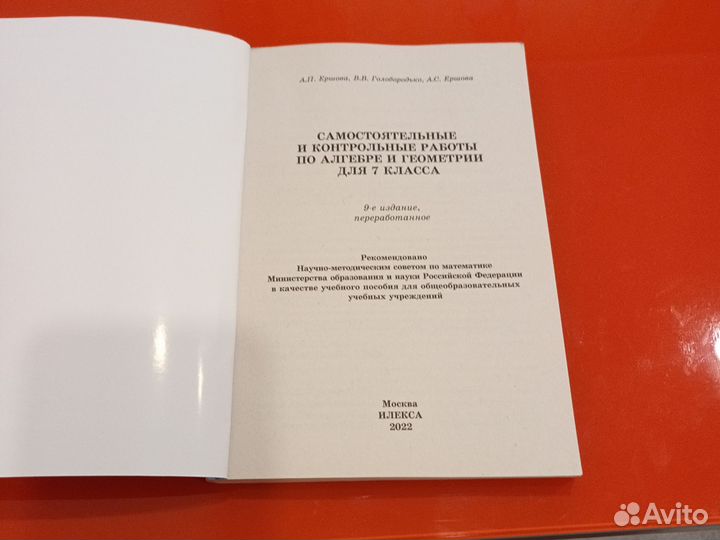 А.П. Ершова, В.В. Голобородько, А.С. Ершова
САМОСТОЯТЕЛЬНЫЕ
И КОНТРОЛЬНЫЕ РАБОТЫ
ПО АЛГЕБРЕ И ГЕОМЕТРИИ
ДЛЯ 7 КЛАССА
9-е издание,
переработанное
Рекомендовано
Научно-методическим советом по математике
Министерства образования и науки Российской Федерации
в качестве учебного пособия для общеобразовательных
учебных учреждений
Москва
ИЛЕКСА
2022
Avito